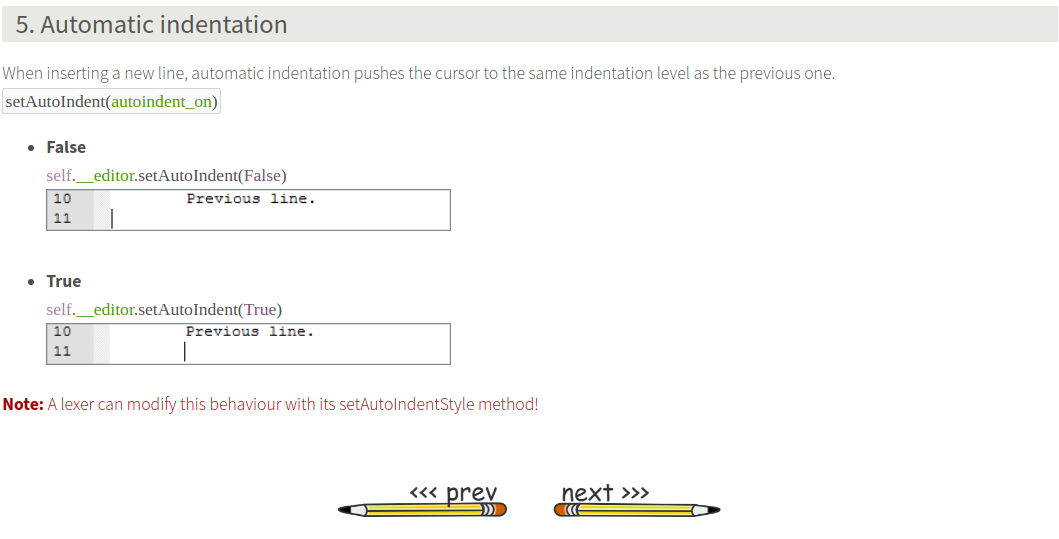 5. Automatic indentation
When inserting a new line, automatic indentation pushes the cursor to the same indentation level as the previous one.
setAutoIndent(autoindent_on)
• False
self.__editor.setAutoIndent(False)
10 Previous line.
11
• True
self.__editor.setAutoIndent(True)
10 Previous line.
11
Note: A lexer can modify this behaviour with its setAutoIndentStyle method!
<<< prev next >>>